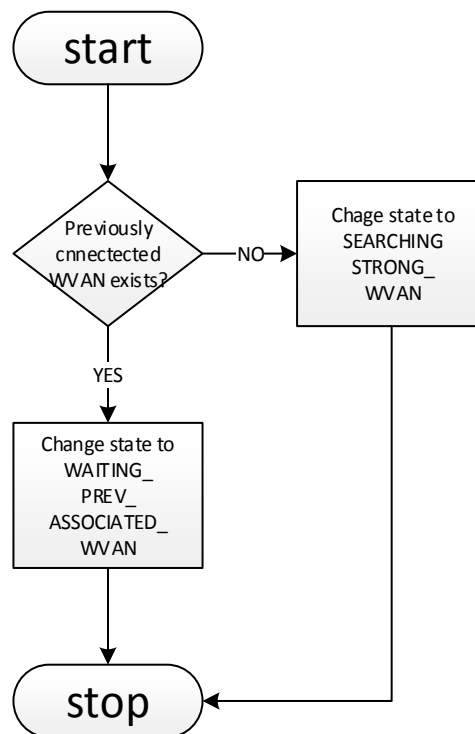 start
Previously
cnnectected
WVAN exists?
NO
Chage state to
SEARCHING
STRONG_
WVAN
YES
Change state to
WAITING_
PREV_
ASSOCIATED_
WVAN
stop